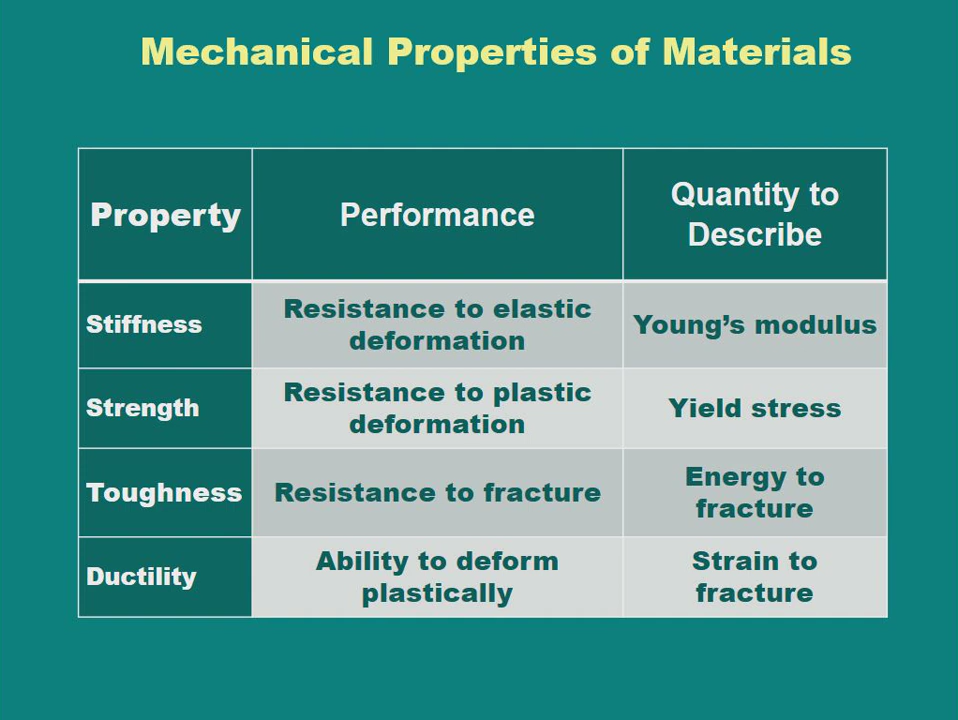 Mechanical Properties of Materials
Property
Performance
Quantity to
Describe
Stiffness
Resistance to elastic
deformation
Young’s modulus
Strength
Resistance to plastic
deformation
Yield stress
Toughness
Resistance to fracture
Energy to
fracture
Ductility
Ability to deform
plastically
Strain to
fracture